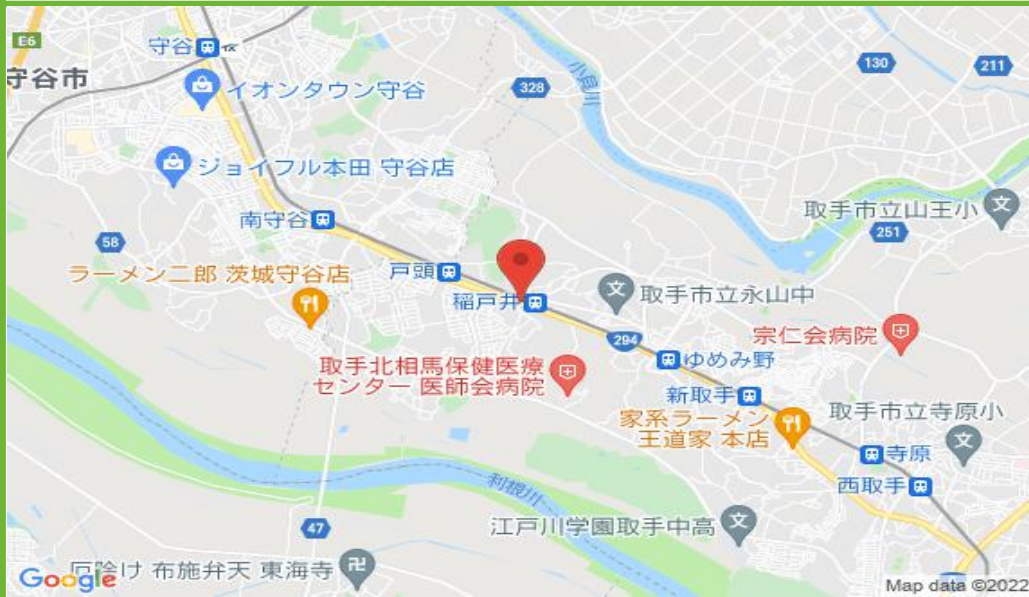 E6
守谷
守谷市
イオンタウン守谷
328
小貝川
130
211
ジョイフル本田 守谷店
南守谷
58
戸頭
稲戸井
取手市立山王小
251
ラーメン二郎 茨城守谷店
取手市立永山中
294
宗仁会病院
取手北相馬保健医療
センター 医師会病院
ゆめみ野
新取手
家系ラーメン
王道家 本店
取手市立寺原小
寺原
西取手
利根川
47
江戸川学園取手中高
厄除け 布施弁天 東海寺
Google
Map data ©2022